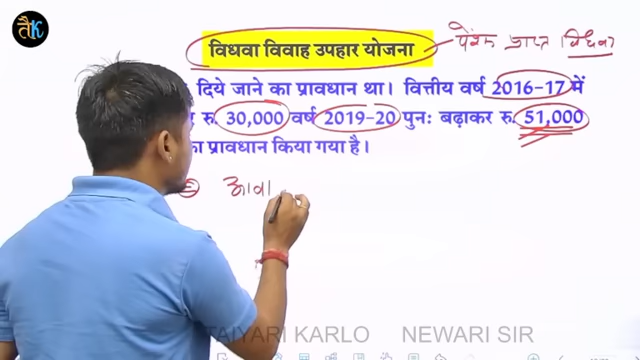 तैK
विधवा विवाह उपहार योजना
पेंशन प्राप्त विधवा
दिये जाने का प्रावधान था। वित्तीय वर्ष 2016-17 में
रु. 30,000 वर्ष 2019-20 पुनः बढ़ाकर रु. 51,000
प्रावधान किया गया है।
आवा
TAIYARI KARLO NEWARI SIR